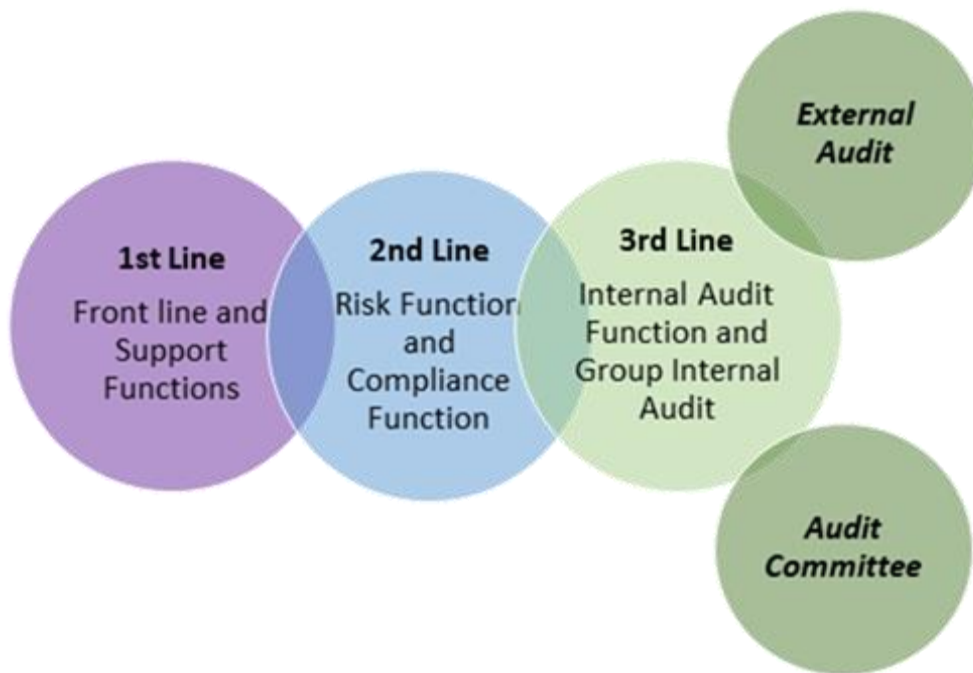 1st Line
Front line and
Support
Functions
2nd Line
Risk Function
and
Compliance
Function
3rd Line
Internal Audit
Function and
Group Internal
Audit
External
Audit
Audit
Committee